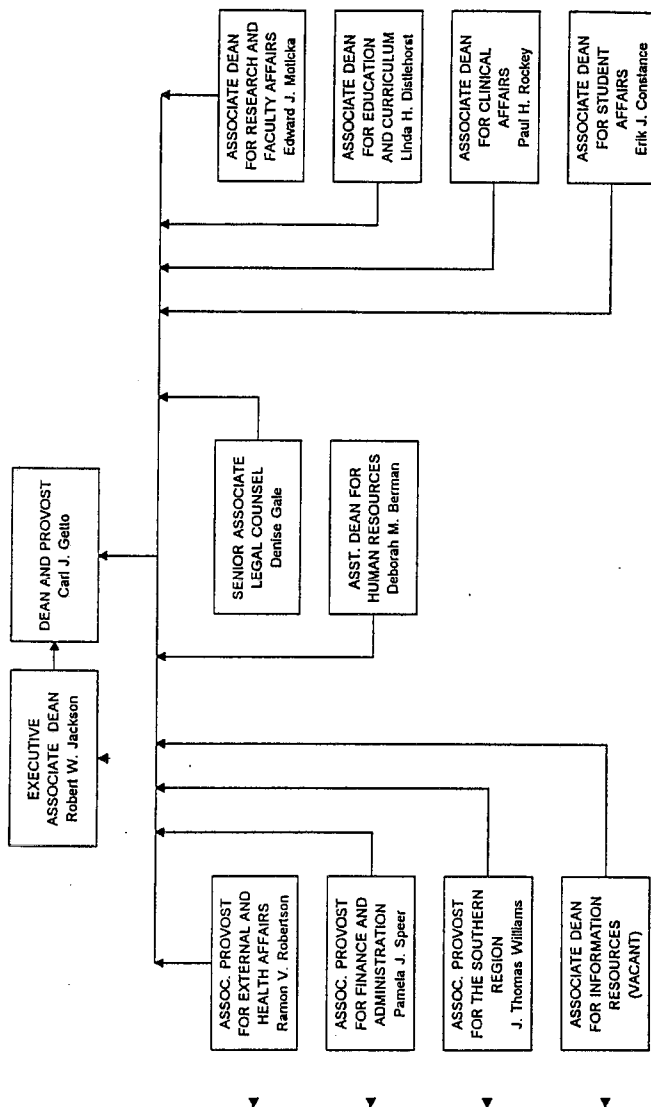 EXECUTIVE
ASSOCIATE DEAN
Robert W. Jackson
DEAN AND PROVOST
Carl J. Getto
ASSOC. PROVOST
FOR EXTERNAL AND
HEALTH AFFAIRS
Ramon V. Robertson
SENIOR ASSOCIATE
LEGAL COUNSEL
Denise Gale
ASSOCIATE DEAN
FOR RESEARCH AND
FACULTY AFFAIRS
Edward J. Moticka
ASSOC. PROVOST
FOR FINANCE AND
ADMINISTRATION
Pamela J. Speer
ASST. DEAN FOR
HUMAN RESOURCES
Deborah M. Berman
ASSOCIATE DEAN
FOR EDUCATION
AND CURRICULUM
Linda H. Distlehorst
ASSOC. PROVOST
FOR THE SOUTHERN
REGION
J. Thomas Williams
ASSOCIATE DEAN
FOR CLINICAL
AFFAIRS
Paul H. Rockey
ASSOCIATE DEAN
FOR INFORMATION
RESOURCES
(VACANT)
ASSOCIATE DEAN
FOR STUDENT
AFFAIRS
Erik J. Constance